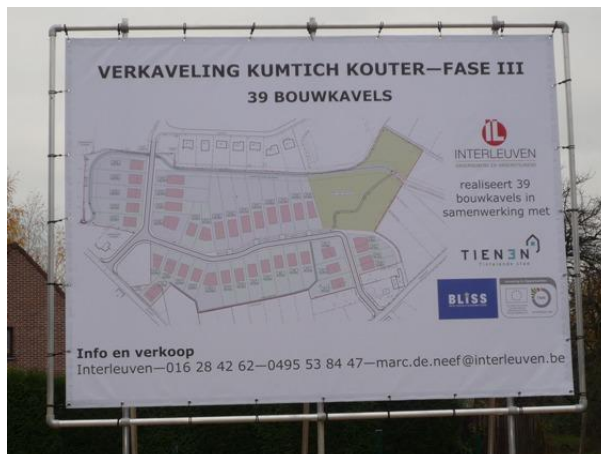 VERKAVELING KUMTICH KOUTER—FASE III
39 BOUWKAVELS
IL
INTERLEUVEN
realiseert 39
bouwkavels in
samenwerking met
TIENEN
BLISS
Info en verkoop
Interleuven—016 28 42 62—0495 53 84 47—marc.de.neef@interleuven.be